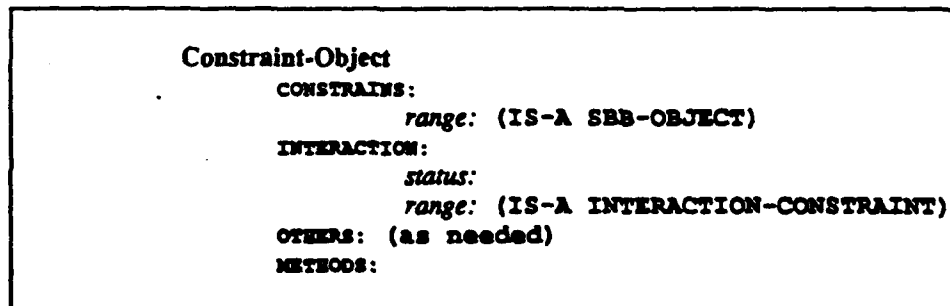 Constraint-Object
CONSTRAINS:
range: (IS-A SBB-OBJECT)
INTERACTION:
status:
range: (IS-A INTERACTION-CONSTRAINT)
OTHERS: (as needed)
METHODS: